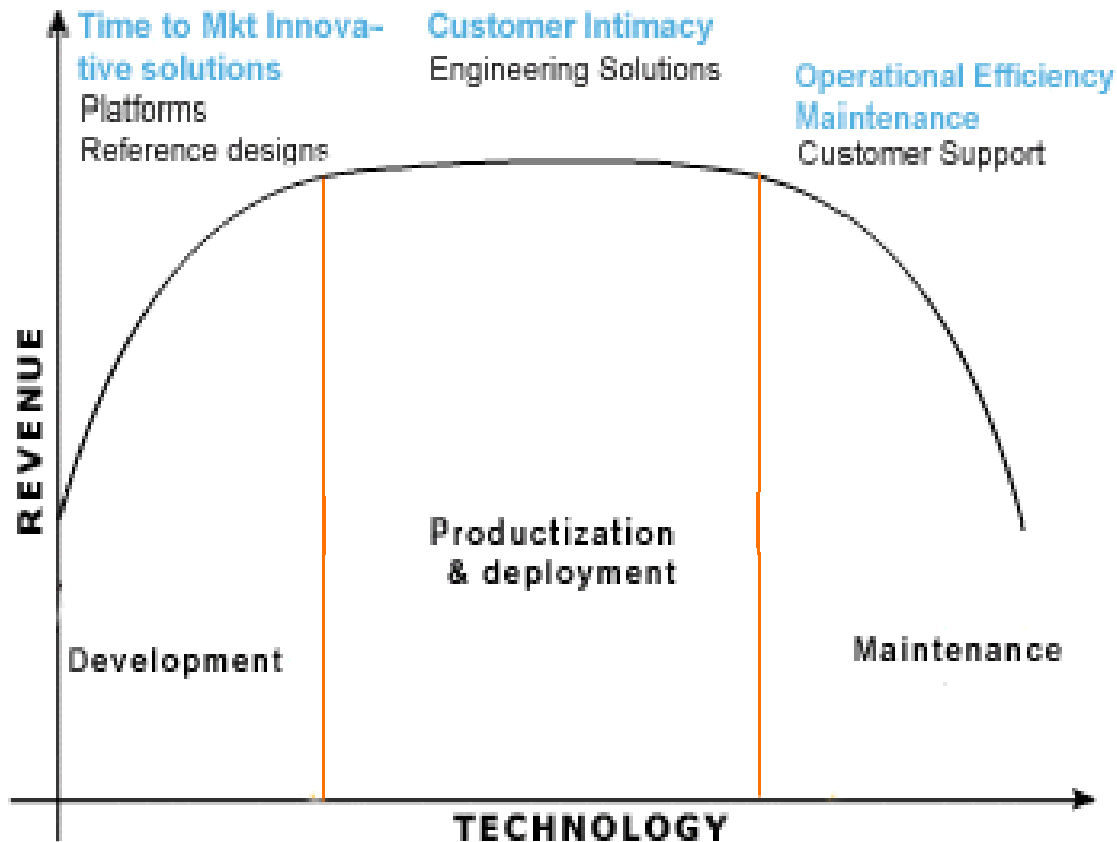 Time to Mkt Innova-
tive solutions
Platforms
Reference designs
Customer Intimacy
Engineering Solutions
Operational Efficiency
Maintenance
Customer Support
REVENUE
Productization
& deployment
Development
Maintenance
TECHNOLOGY